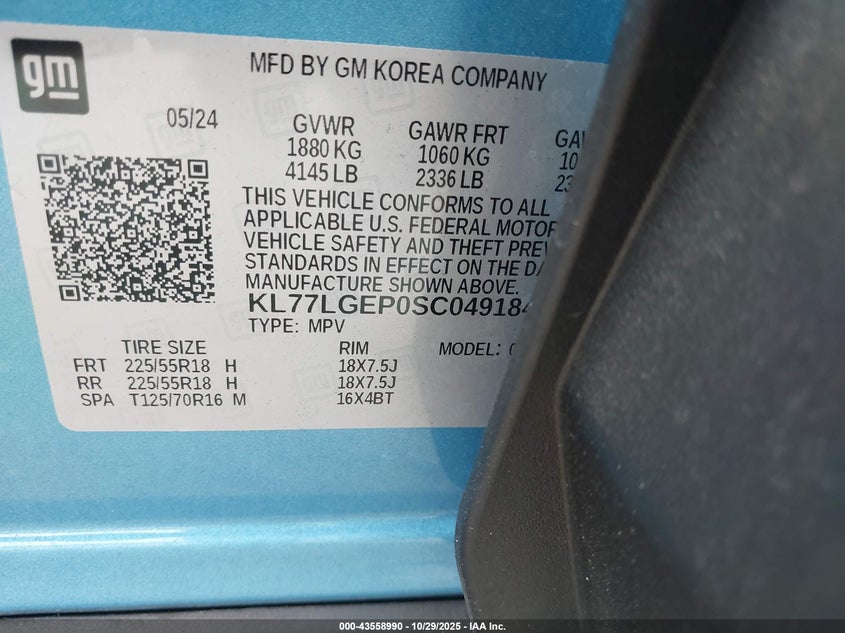 gm
MFD BY GM KOREA COMPANY
05/24
GVWR GAWR FRT
1880 KG 1060 KG 10
4145 LB 2336 LB
THIS VEHICLE CONFORMS TO ALL
APPLICABLE U.S. FEDERAL MOTOR
VEHICLE SAFETY AND THEFT
STANDARDS IN EFFECT ON THE
MANUFACTURE SHOWN ABOVE.
KL77LGEP0SC049184
TYPE: MPV
TIRE SIZE RIM MODEL:
FRT 225/55R18 H 18X7.5J
RR 225/55R18 H 18X7.5J
SPA T125/70R16 M 16X4BT
000-43558990 - 10/29/2025 - IAA Inc.